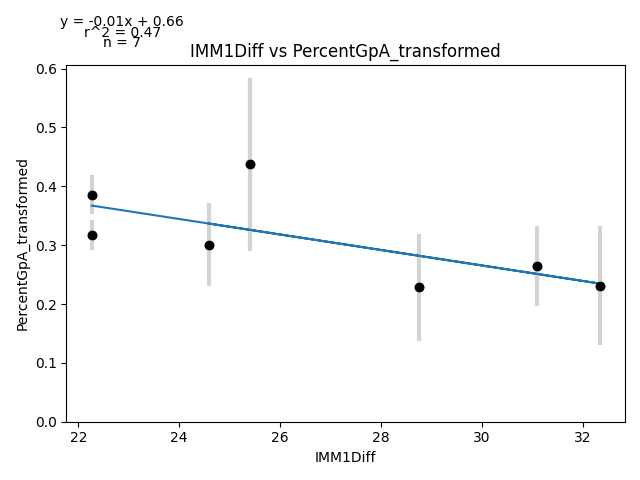 y = -0.01x + 0.66
r^2 = 0.47
n = 7
IMM1Diff vs PercentGpA_transformed
PercentGpA_transformed
0.6
0.5
0.4
0.3
0.2
0.1
0.0
22 24 26 28 30 32
IMM1Diff